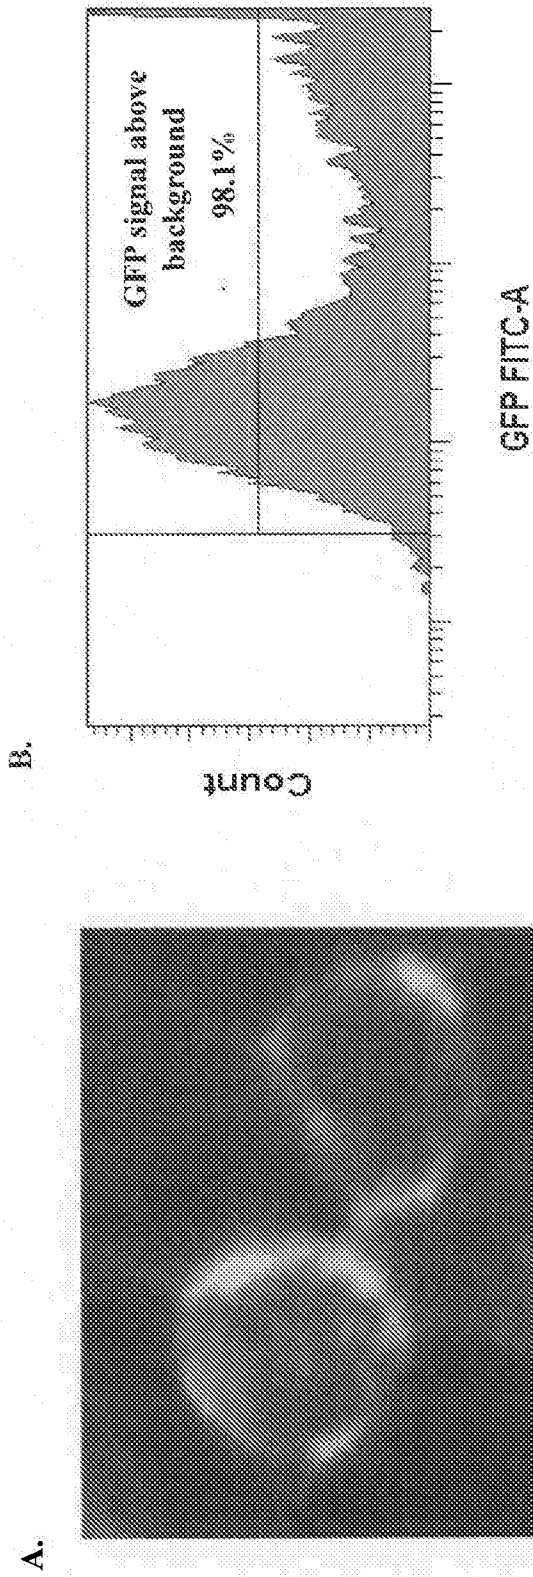 A.
B.
Count
GFP signal above
background
98.1%
GFP FITC-A